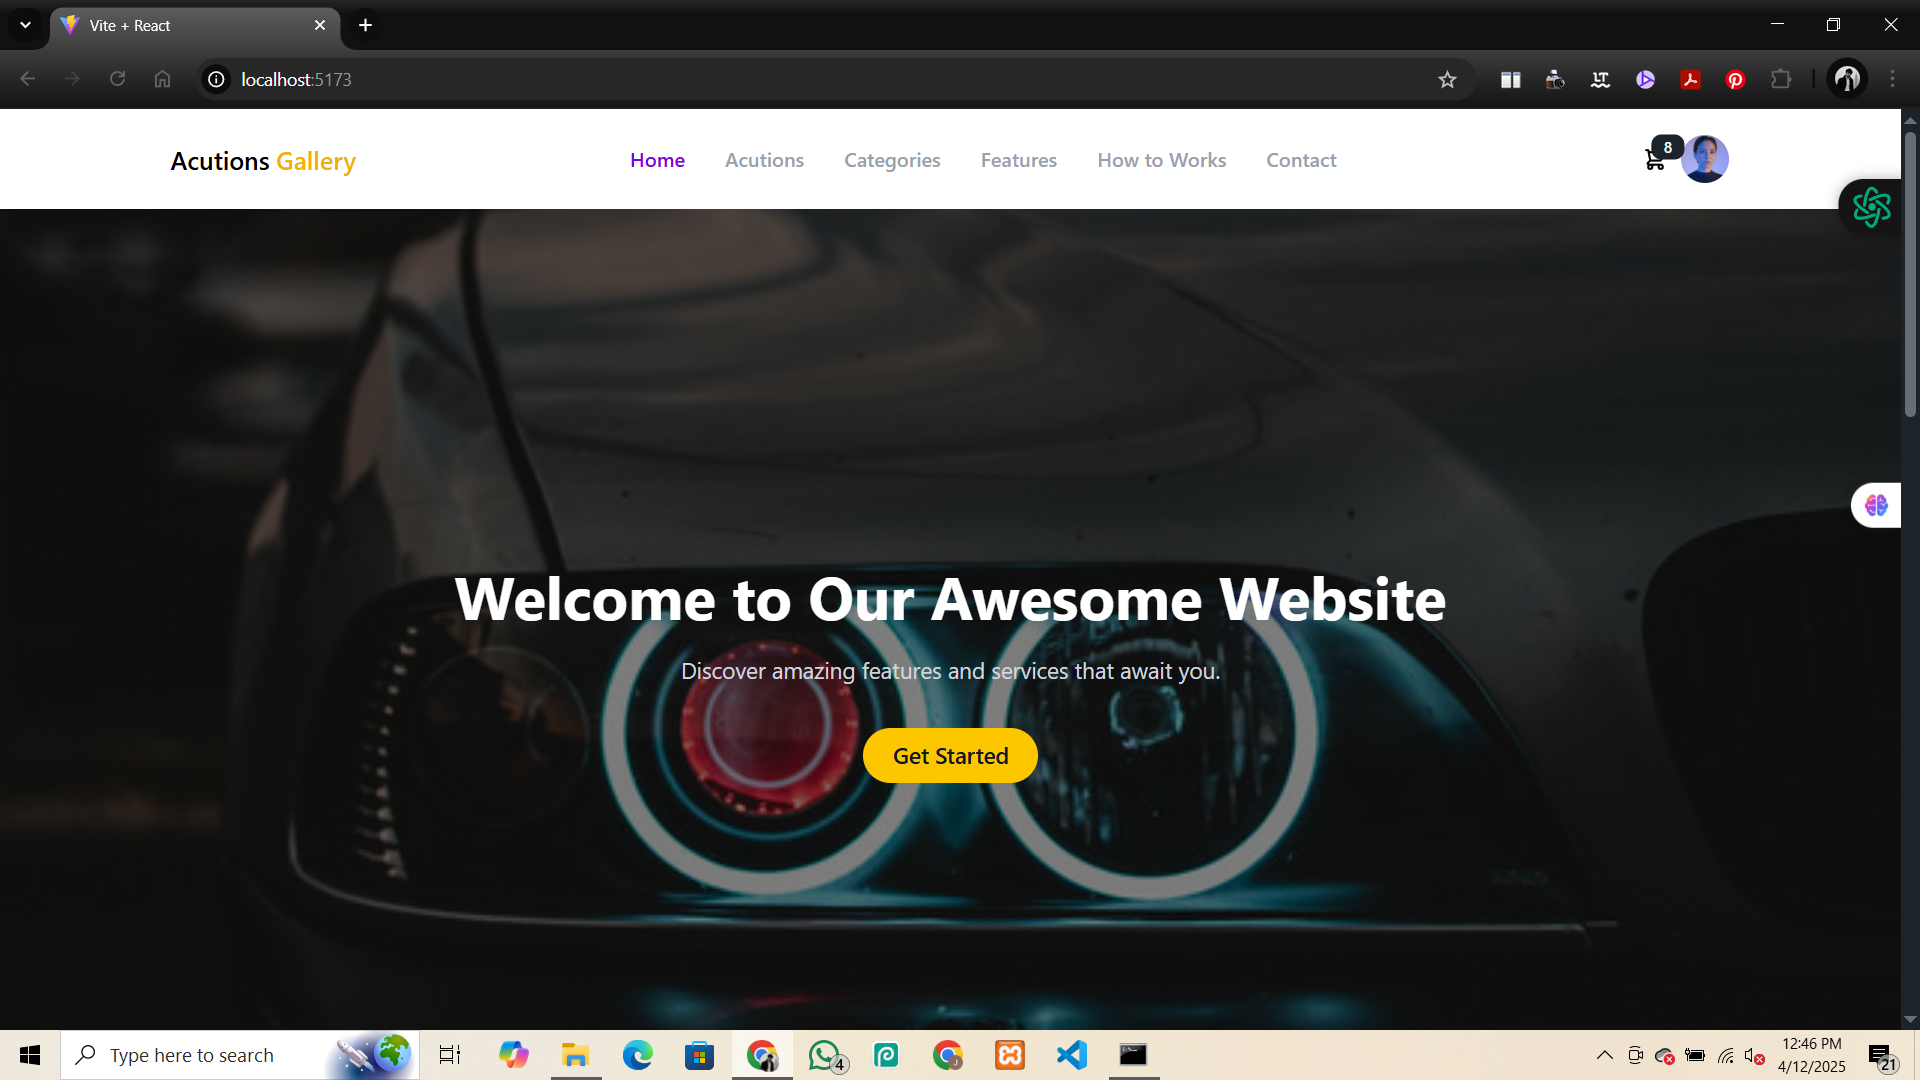 Vite + React
localhost:5173
Acutions Gallery
Home
Acutions
Categories
Features
How to Works
Contact
8
Welcome to Our Awesome Website
Discover amazing features and services that await you.
Get Started
Type here to search
4
12:46 PM
4/12/2025
21